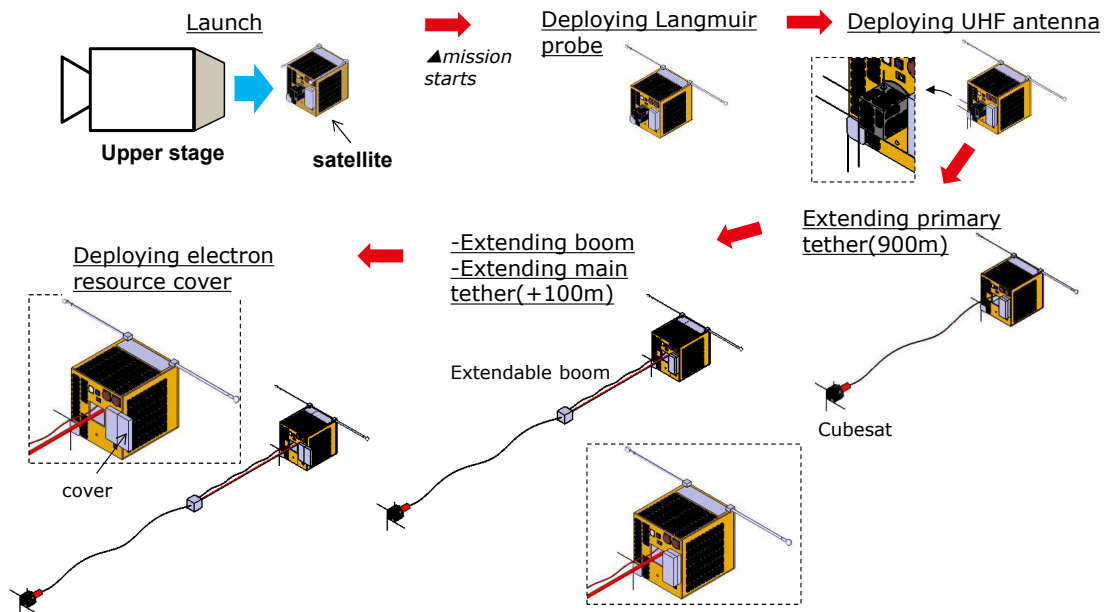 Launch
Upper stage
satellite
▲mission
starts
Deploying Langmuir
probe
Deploying UHF antenna
Extending primary
tether(900m)
Cubesat
-Extending boom
-Extending main
tether(+100m)
Extendable boom
Deploying electron
resource cover
cover